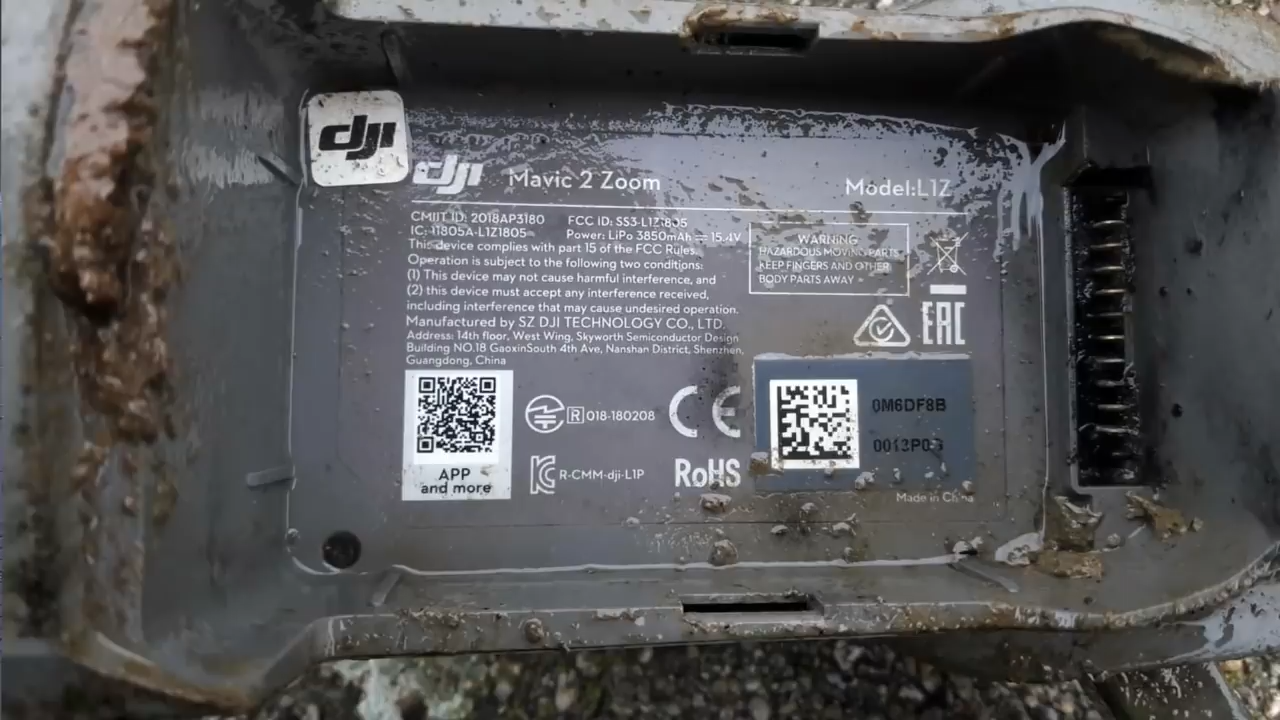 dji
dji Mavic 2 Zoom Model:L1Z
CMIIT ID: 2018AP3180 FCC ID: SS3-L1Z1805
IC: 11805A-L1Z1805 Power: LiPo 3850mAh 15.4V
This device complies with part 15 of the FCC Rules.
Operation is subject to the following two conditions:
(1) This device may not cause harmful interference, and
(2) this device must accept any interference received,
including interference that may cause undesired operation.
Manufactured by SZ DJI TECHNOLOGY CO., LTD.
Address: 14th floor, West Wing, Skyworth Semiconductor Design
Building NO.18 GaoxinSouth 4th Ave, Nanshan District, Shenzhen,
Guangdong, China
WARNING
HAZARDOUS MOVING PARTS
KEEP FINGERS AND OTHER
BODY PARTS AWAY
EAC
APP
and more
R 018-180208
CE
R-CMM-dji-L1P
RoHS
0M6DF8B
Made in China